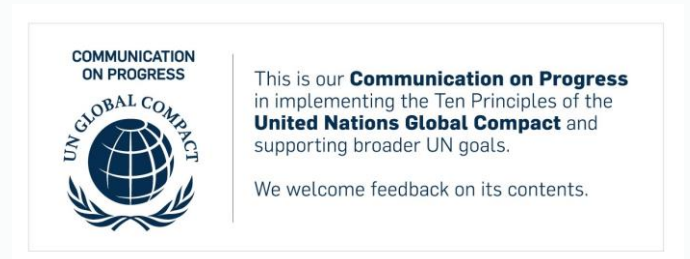 COMMUNICATION
ON PROGRESS
UN GLOBAL COMPACT
This is our Communication on Progress
in implementing the Ten Principles of the
United Nations Global Compact and
supporting broader UN goals.
We welcome feedback on its contents.